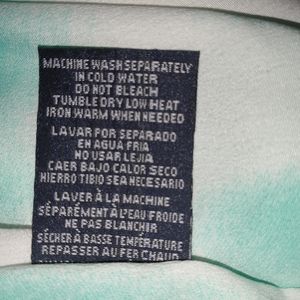 MACHINE WASH SEPARATELY
IN COLD WATER
DO NOT BLEACH
TUMBLE DRY LOW HEAT
IRON WARM WHEN NEEDED
LAVAR POR SEPARADO
EN AGUA FRIA
NO USAR LEJIA
CAER BAJO CALOR SECO
HIERRO TIBIO SEA NECESARIO
LAVER À LA MACHINE
SÉPARÉMENT À L'EAU FROIDE
NE PAS BLANCHIR
SÉCHER À BASSE TEMPÉRATURE
REPASSER AU FER CHAUD